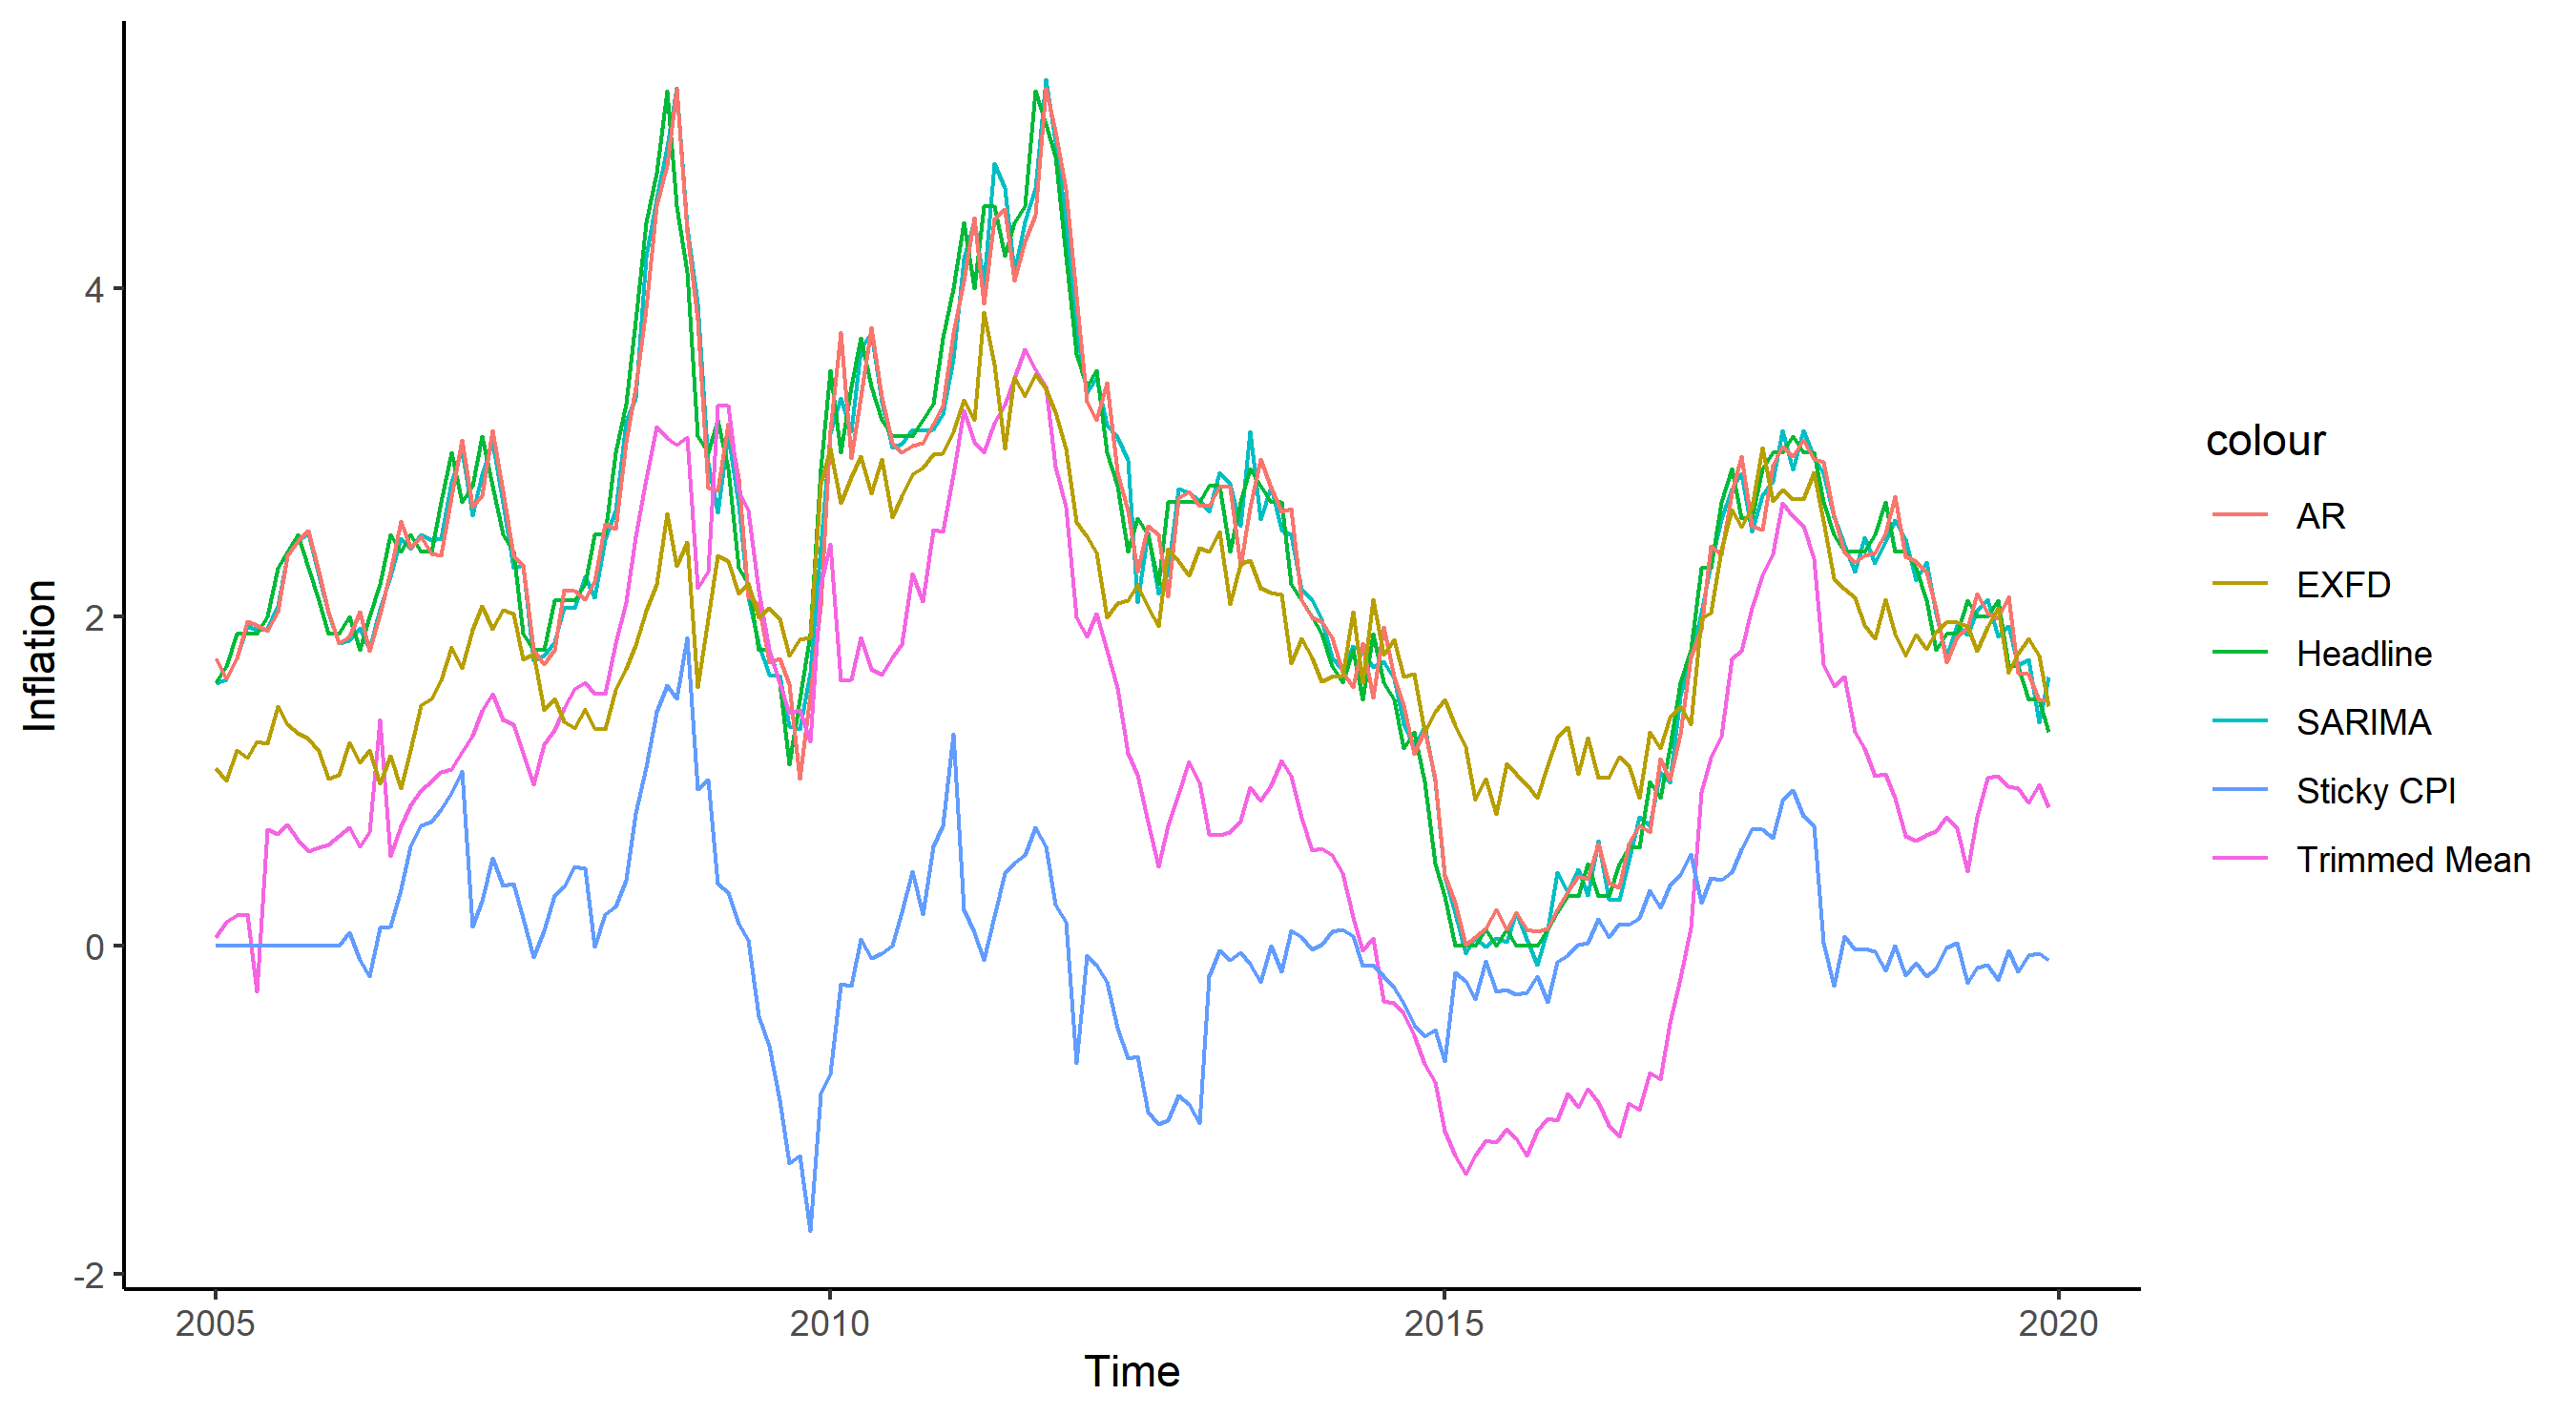 Inflation
4
2
0
-2
2005
2010
2015
2020
Time
colour
AR
EXFD
Headline
SARIMA
Sticky CPI
Trimmed Mean